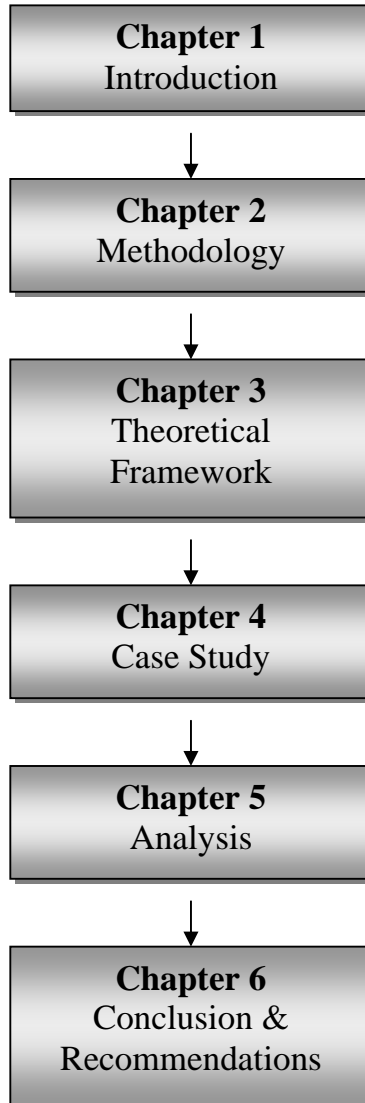 Chapter 1
Introduction
Chapter 2
Methodology
Chapter 3
Theoretical
Framework
Chapter 4
Case Study
Chapter 5
Analysis
Chapter 6
Conclusion &
Recommendations